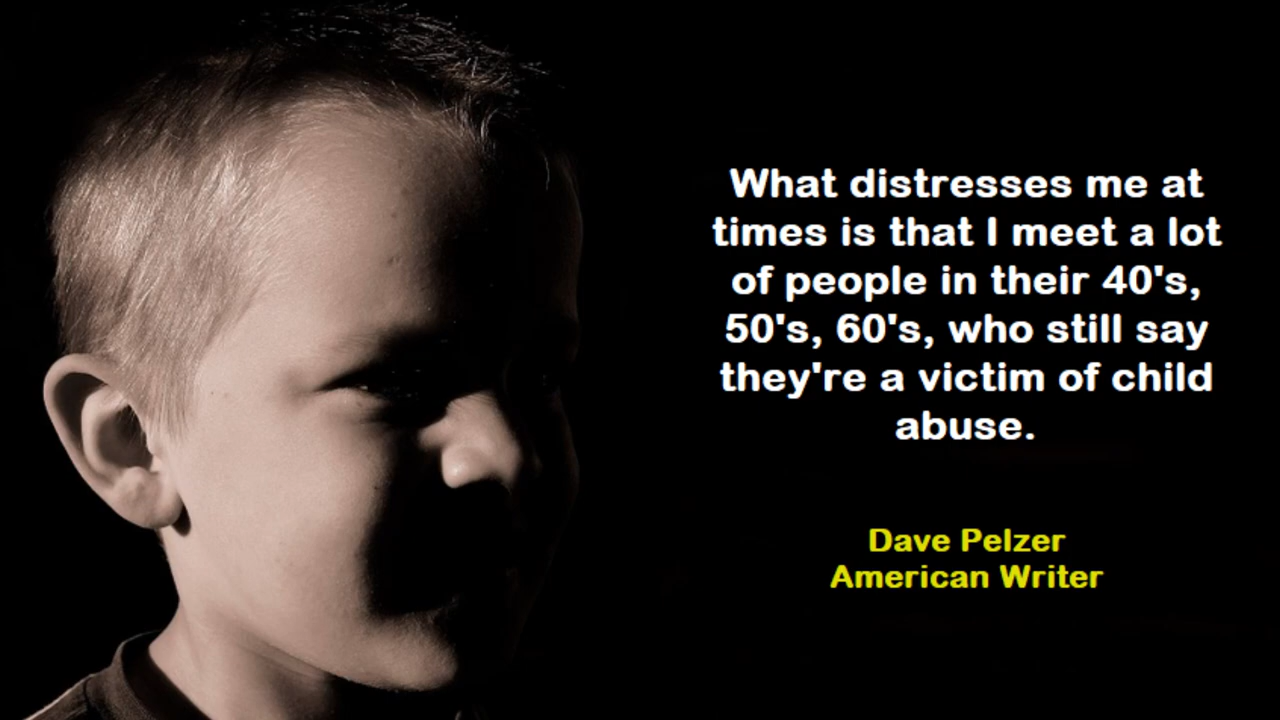 What distresses me at
times is that I meet a lot
of people in their 40's,
50's, 60's, who still say
they're a victim of child
abuse.
Dave Pelzer
American Writer